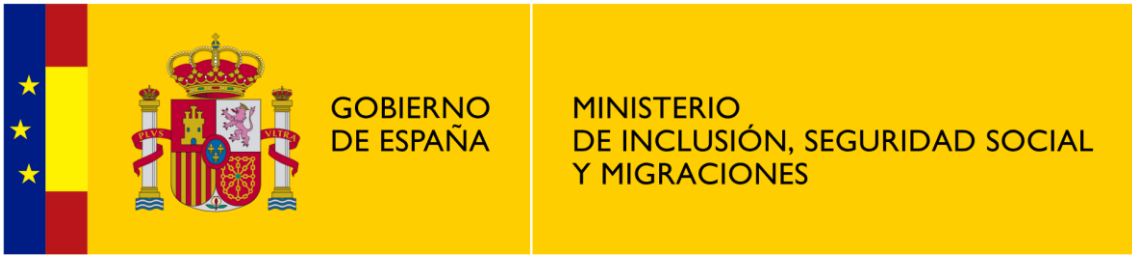 PLVS
VLTRA
GOBIERNO
DE ESPAÑA
MINISTERIO
DE INCLUSIÓN, SEGURIDAD SOCIAL
Y MIGRACIONES